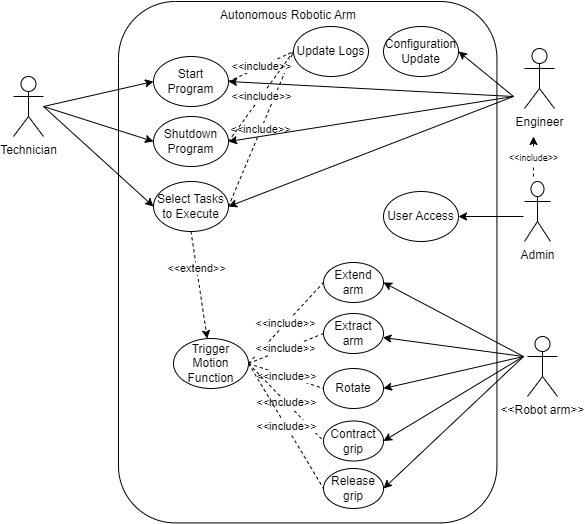 Autonomous Robotic Arm
Update Logs
Configuration
Update
<<include>>
Start
Program
<<include>>
Engineer
Technician
Shutdown
Program
<<include>>
<<include>>
Select Tasks
to Execute
User Access
Admin
<<extend>>
Extend
arm
<<include>>
Extract
arm
<<include>>
Trigger
Motion
Function
<<include>>
Rotate
<<include>>
<<Robot arm>>
<<include>>
Contract
grip
Release
grip